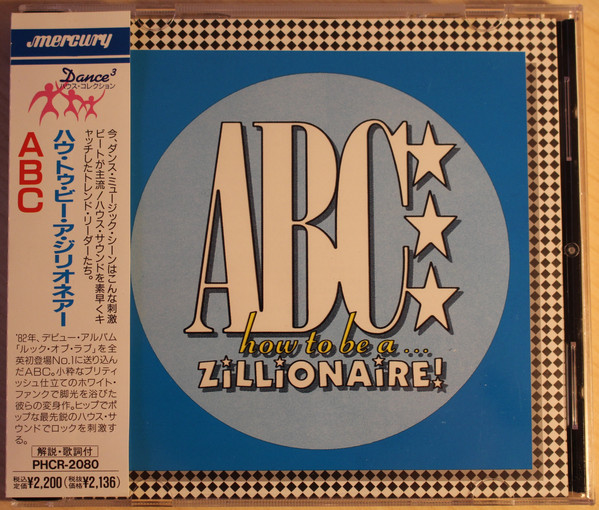 mercury
Dance³
ハウス・コレクション
今、ダンス・ミュージック・シーンはこんな刺激
ビートが主流！ハウス・サウンドを素早くキ
ャッチしたトレンド・リーダーたち。
ハウ・トゥ・ビー・ア・ジリオネアー
ABC
'82年、デビュー・アルバム
「ルック・オブ・ラブ」を全
英初登場No.1に送り込ん
だABC。小粋なブリティ
ッシュ仕立てのホワイト・
ファンクで脚光を浴びた
彼らの変身作。ヒップでポ
ップな最先鋭のハウス・サ
ウンドでロックを刺激す
る。
解説・歌詞付
PHCR-2080
税込定価¥2,200(税抜価格¥2,136)
ABC
how to be a ...
ZiLLiONAiRE!